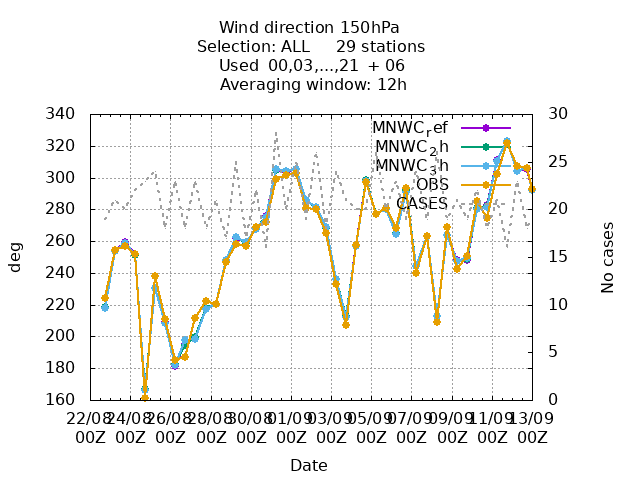 Wind direction 150hPa
Selection: ALL 29 stations
Used 00,03,...,21 + 06
Averaging window: 12h
340
320
300
280
260
240
220
200
180
160
deg
30
25
20
15
10
5
0
No cases
MNWCref
MNWC2h
MNWC3h
OBS
CASES
22/08 24/08 26/08 28/08 30/08 01/09 03/09 05/09 07/09 09/09 11/09 13/09
00Z 00Z 00Z 00Z 00Z 00Z 00Z 00Z 00Z 00Z 00Z 00Z
Date